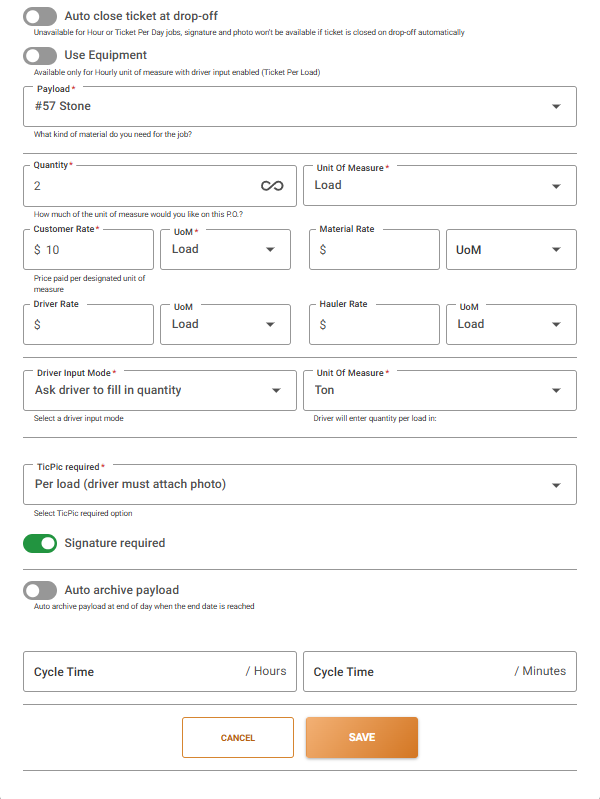 Auto close ticket at drop-off
Unavailable for Hour or Ticket Per Day jobs, signature and photo won't be available if ticket is closed on drop-off automatically
Use Equipment
Available only for Hourly unit of measure with driver input enabled (Ticket Per Load)
Payload *
#57 Stone
What kind of material do you need for the job?
Quantity *
2
Unit Of Measure *
Load
How much of the unit of measure would you like on this P.O.?
Customer Rate *
$ 10
UoM *
Load
Material Rate
$
UoM
Price paid per designated unit of
measure
Driver Rate
$
UoM
Load
Hauler Rate
$
UoM
Load
Driver Input Mode *
Ask driver to fill in quantity
Unit Of Measure *
Ton
Select a driver input mode
Driver will enter quantity per load in:
TicPic required *
Per load (driver must attach photo)
Select TicPic required option
Signature required
Auto archive payload
Auto archive payload at end of day when the end date is reached
Cycle Time / Hours
Cycle Time / Minutes
CANCEL
SAVE